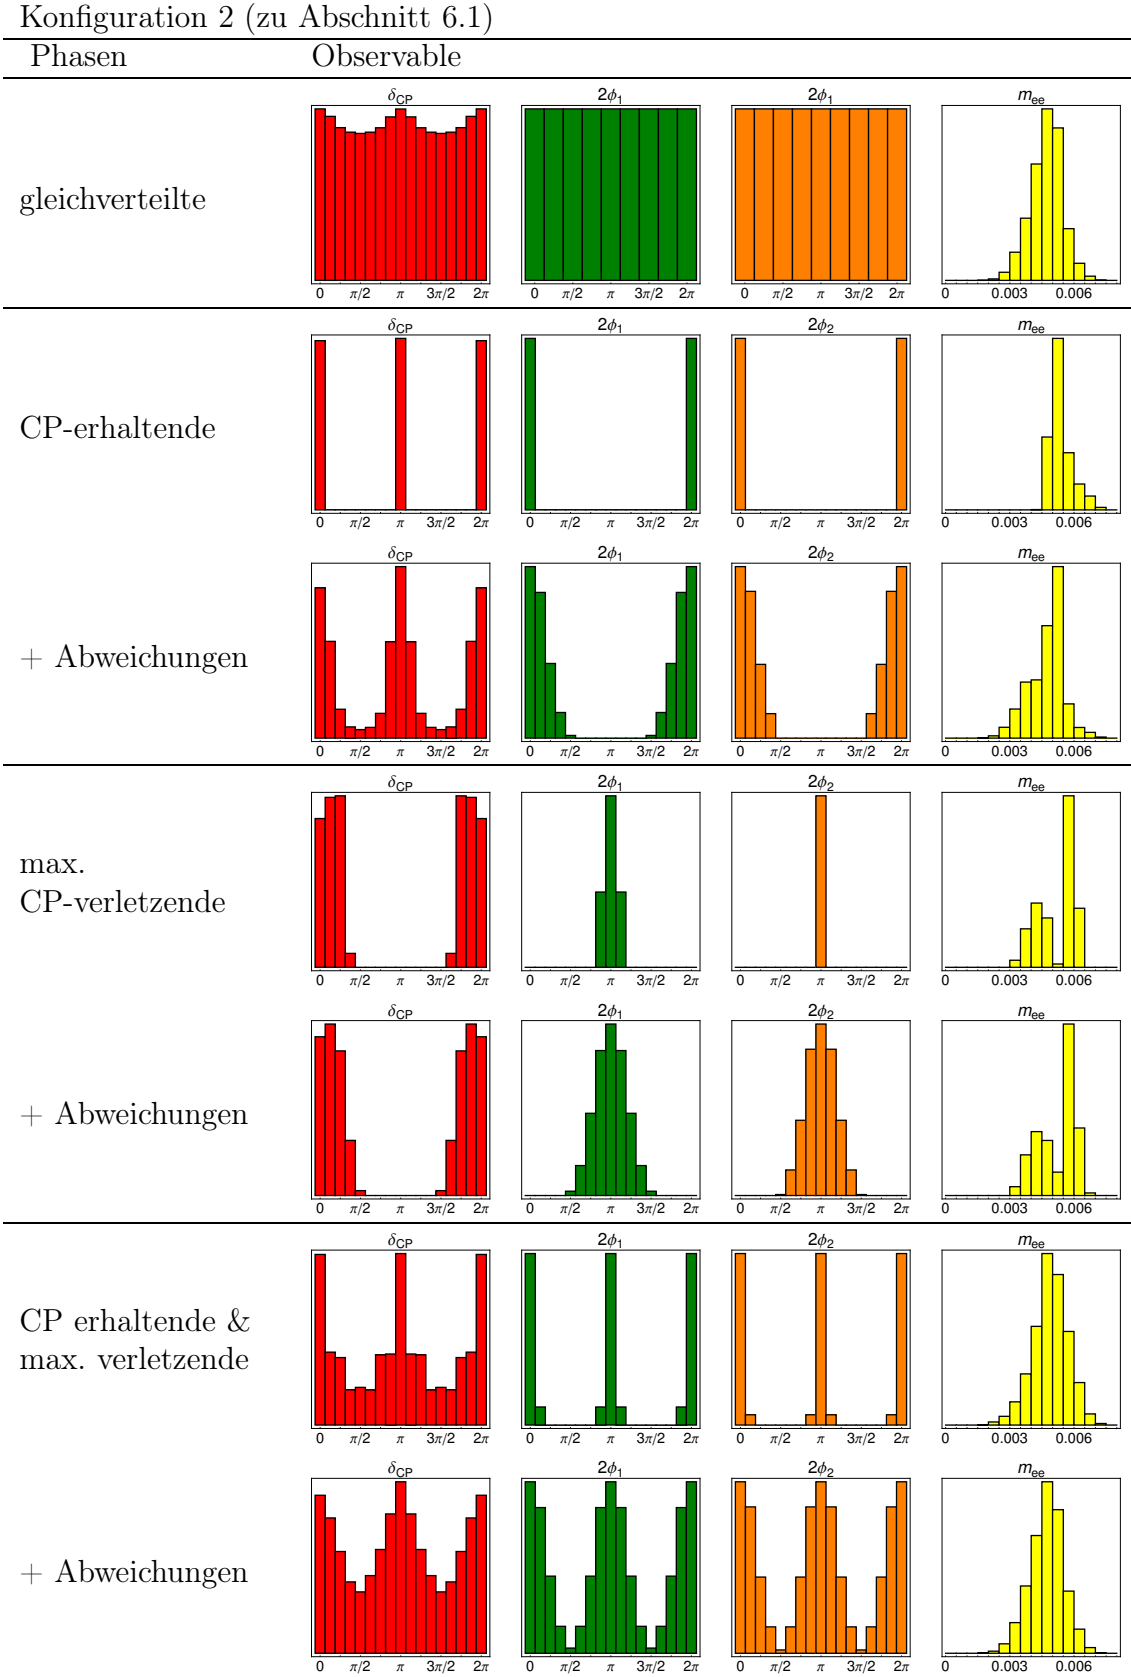 Konfiguration 2 (zu Abschnitt 6.1)
Phasen Observable
δCP 2ϕ1 2ϕ1 mee
gleichverteilte
0 π/2 π 3π/2 2π 0 π/2 π 3π/2 2π 0 π/2 π 3π/2 2π 0 0.003 0.006
δCP 2ϕ1 2ϕ2 mee
CP-erhaltende
0 π/2 π 3π/2 2π 0 π/2 π 3π/2 2π 0 π/2 π 3π/2 2π 0 0.003 0.006
δCP 2ϕ1 2ϕ2 mee
+ Abweichungen
0 π/2 π 3π/2 2π 0 π/2 π 3π/2 2π 0 π/2 π 3π/2 2π 0 0.003 0.006
δCP 2ϕ1 2ϕ2 mee
max.
CP-verletzende
0 π/2 π 3π/2 2π 0 π/2 π 3π/2 2π 0 π/2 π 3π/2 2π 0 0.003 0.006
δCP 2ϕ1 2ϕ2 mee
+ Abweichungen
0 π/2 π 3π/2 2π 0 π/2 π 3π/2 2π 0 π/2 π 3π/2 2π 0 0.003 0.006
δCP 2ϕ1 2ϕ2 mee
CP erhaltende &
max. verletzende
0 π/2 π 3π/2 2π 0 π/2 π 3π/2 2π 0 π/2 π 3π/2 2π 0 0.003 0.006
δCP 2ϕ1 2ϕ2 mee
+ Abweichungen
0 π/2 π 3π/2 2π 0 π/2 π 3π/2 2π 0 π/2 π 3π/2 2π 0 0.003 0.006